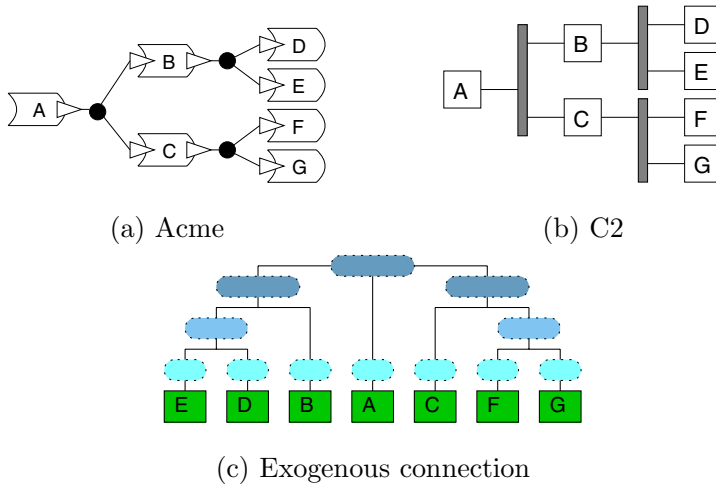 D
B
E
A
F
C
G
D
B
E
A
C
F
G
(a) Acme
(b) C2
E D B A C F G
(c) Exogenous connection